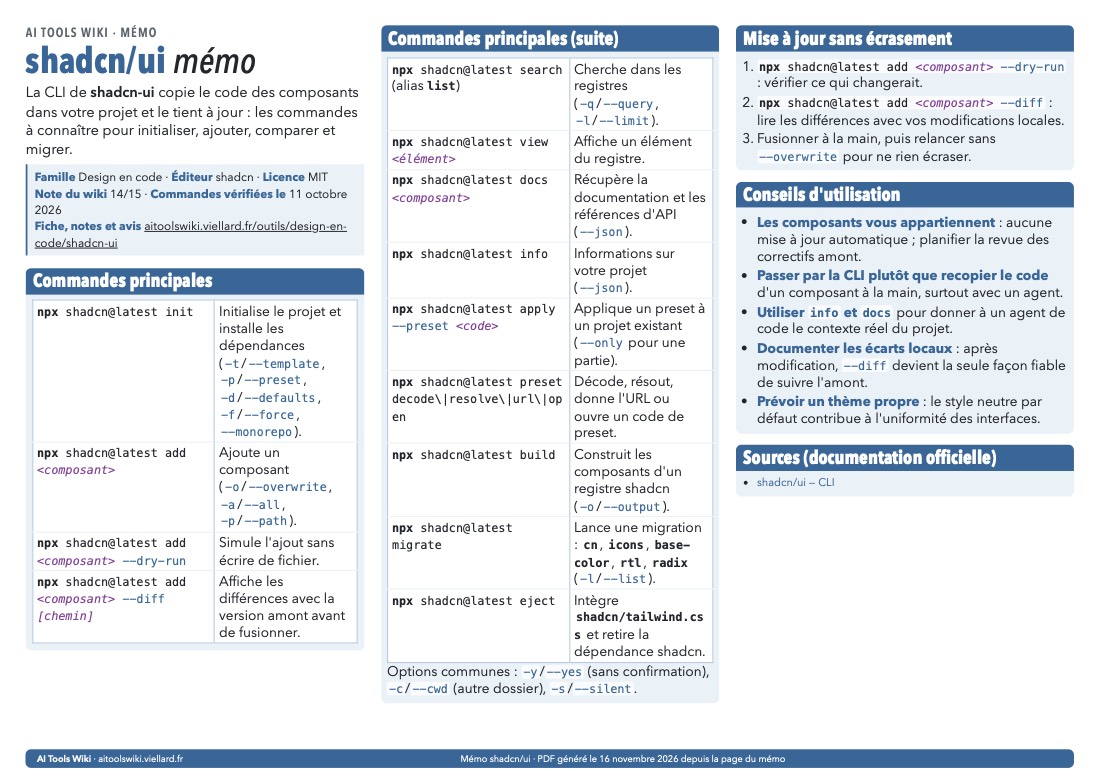 AI TOOLS WIKI · MÉMO
shadcn/ui mémo
La CLI de shadcn-ui copie le code des composants
dans votre projet et le tient à jour : les commandes
à connaître pour initialiser, ajouter, comparer et
migrer.
Famille Design en code · Éditeur shadcn · Licence MIT
Note du wiki 14/15 · Commandes vérifiées le 11 octobre
2026
Fiche, notes et avis aitoolswiki.viellard.fr/outils/design-en-
code/shadcn-ui
Commandes principales
npx shadcn@latest init
Initialise le projet et
installe les
dépendances
(-t/--template,
-p/--preset,
-d/--defaults,
-f/--force,
--monorepo).
npx shadcn@latest add
<composant>
Ajoute un
composant
(-o/--overwrite,
-a/--all,
-p/--path).
npx shadcn@latest add
<composant> --dry-run
Simule l'ajout sans
écrire de fichier.
npx shadcn@latest add
<composant> --diff
[chemin]
Affiche les
différences avec la
version amont avant
de fusionner.
Commandes principales (suite)
npx shadcn@latest search
(alias list)
Cherche dans les
registres
(-q/--query,
-l/--limit).
npx shadcn@latest view
<élément>
Affiche un élément
du registre.
npx shadcn@latest docs
<composant>
Récupère la
documentation et les
références d'API
(--json).
npx shadcn@latest info
Informations sur
votre projet
(--json).
npx shadcn@latest apply
--preset <code>
Applique un preset à
un projet existant
(--only pour une
partie).
npx shadcn@latest preset
decode\|resolve\|url\|op
en
Décode, résout,
donne l'URL ou
ouvre un code de
preset.
npx shadcn@latest build
Construit les
composants d'un
registre shadcn
(-o/--output).
npx shadcn@latest
migrate
Lance une migration
: cn, icons, base-
color, rtl, radix
(-l/--list).
npx shadcn@latest eject
Intègre
shadcn/tailwind.cs
s et retire la
dépendance shadcn.
Options communes : -y/--yes (sans confirmation),
-c/--cwd (autre dossier), -s/--silent.
Mise à jour sans écrasement
1. npx shadcn@latest add <composant> --dry-run
: vérifier ce qui changerait.
2. npx shadcn@latest add <composant> --diff :
lire les différences avec vos modifications locales.
3. Fusionner à la main, puis relancer sans
--overwrite pour ne rien écraser.
Conseils d'utilisation
• Les composants vous appartiennent : aucune
mise à jour automatique ; planifier la revue des
correctifs amont.
• Passer par la CLI plutôt que recopier le code
d'un composant à la main, surtout avec un agent.
• Utiliser info et docs pour donner à un agent de
code le contexte réel du projet.
• Documenter les écarts locaux : après
modification, --diff devient la seule façon fiable
de suivre l'amont.
• Prévoir un thème propre : le style neutre par
défaut contribue à l'uniformité des interfaces.
Sources (documentation officielle)
• shadcn/ui – CLI
AI Tools Wiki · aitoolswiki.viellard.fr
Mémo shadcn/ui · PDF généré le 16 novembre 2026 depuis la page du mémo